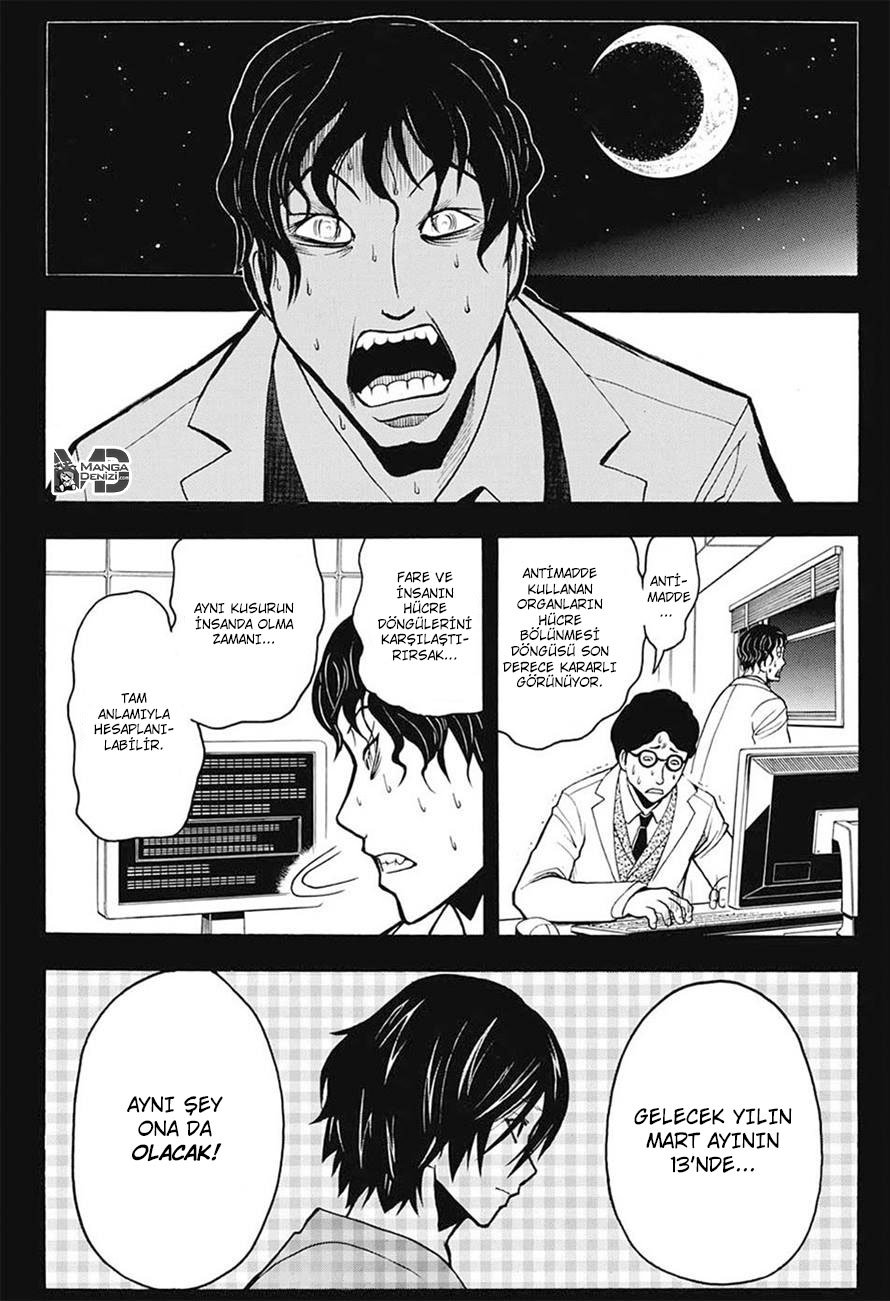 MANGA
DENİZİ.com
ANTİ-
MADDE
...
ANTİMADDE
KULLANAN
ORGANLARIN
HÜCRE
BÖLÜNMESİ
DÖNGÜSÜ SON
DERECE KARARLI
GÖRÜNÜYOR.
FARE VE
İNSANIN
HÜCRE
DÖNGÜLERİNİ
KARŞILAŞTI-
RIRSAK...
AYNI KUSURUN
İNSANDA OLMA
ZAMANI...
TAM
ANLAMIYLA
HESAPLANI-
LABİLİR.
GELECEK YILIN
MART AYININ
13'NDE...
AYNI ŞEY
ONA DA
OLACAK!